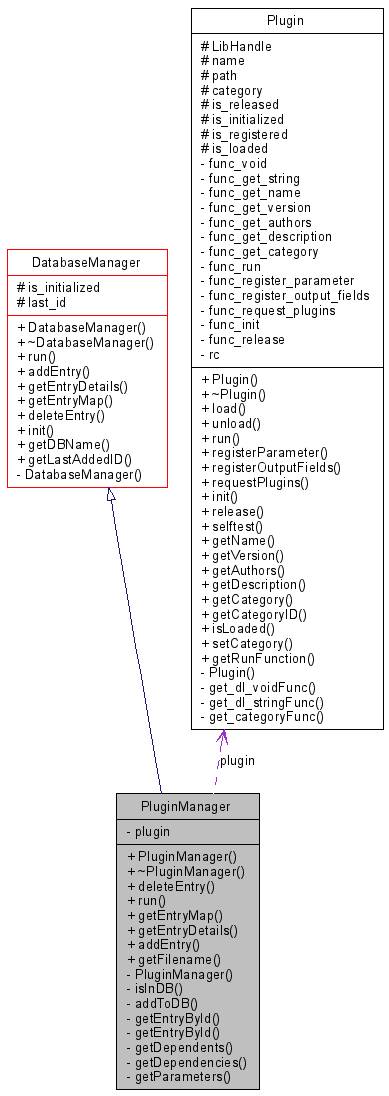 Plugin
# LibHandle
# name
# path
# category
# is_released
# is_initialized
# is_registered
# is_loaded
- func_void
- func_get_string
- func_get_name
- func_get_version
- func_get_authors
- func_get_description
- func_get_category
- func_run
- func_register_parameter
- func_register_output_fields
- func_request_plugins
- func_init
- func_release
- rc
+ Plugin()
+ ~Plugin()
+ load()
+ unload()
+ run()
+ registerParameter()
+ registerOutputFields()
+ requestPlugins()
+ init()
+ release()
+ selftest()
+ getName()
+ getVersion()
+ getAuthors()
+ getDescription()
+ getCategory()
+ getCategoryID()
+ isLoaded()
+ setCategory()
+ getRunFunction()
- Plugin()
- get_dl_voidFunc()
- get_dl_stringFunc()
- get_categoryFunc()
DatabaseManager
# is_initialized
# last_id
+ DatabaseManager()
+ ~DatabaseManager()
+ run()
+ addEntry()
+ getEntryDetails()
+ getEntryMap()
+ deleteEntry()
+ init()
+ getDBName()
+ getLastAddedID()
- DatabaseManager()
plugin
PluginManager
- plugin
+ PluginManager()
+ ~PluginManager()
+ deleteEntry()
+ run()
+ getEntryMap()
+ getEntryDetails()
+ addEntry()
+ getFilename()
- PluginManager()
- isInDB()
- addToDB()
- getEntryById()
- getEntryById()
- getDependents()
- getDependencies()
- getParameters()